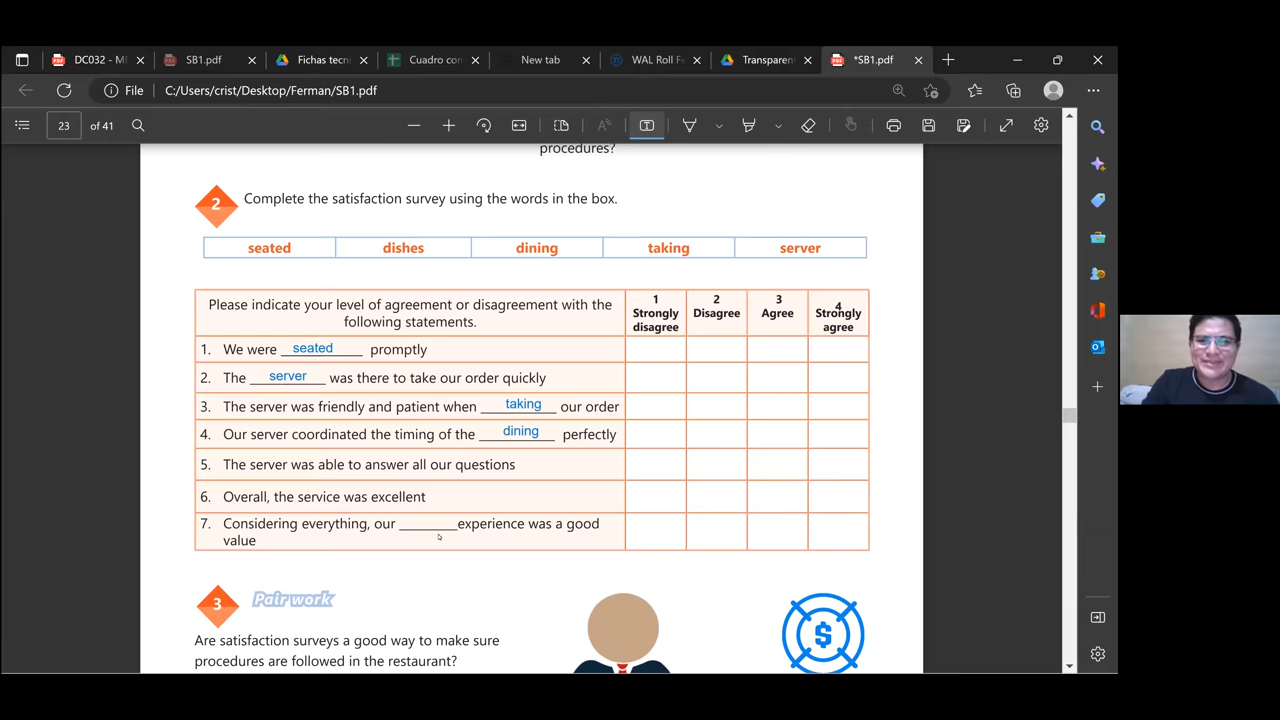 DC032 - MI
SB1.pdf
Fichas tecni
Cuadro con
New tab
WAL Roll Fe
Transparen
*SB1.pdf
File
C:/Users/crist/Desktop/Ferman/SB1.pdf
23
of 41
procedures?
2
Complete the satisfaction survey using the words in the box.
seated
dishes
dining
taking
server
Please indicate your level of agreement or disagreement with the
following statements.
1
Strongly
disagree
2
Disagree
3
Agree
4
Strongly
agree
1. We were seated promptly
2. The server was there to take our order quickly
3. The server was friendly and patient when taking our order
4. Our server coordinated the timing of the dining perfectly
5. The server was able to answer all our questions
6. Overall, the service was excellent
7. Considering everything, our ________ experience was a good
value
3
Pair work
Are satisfaction surveys a good way to make sure
procedures are followed in the restaurant?
$